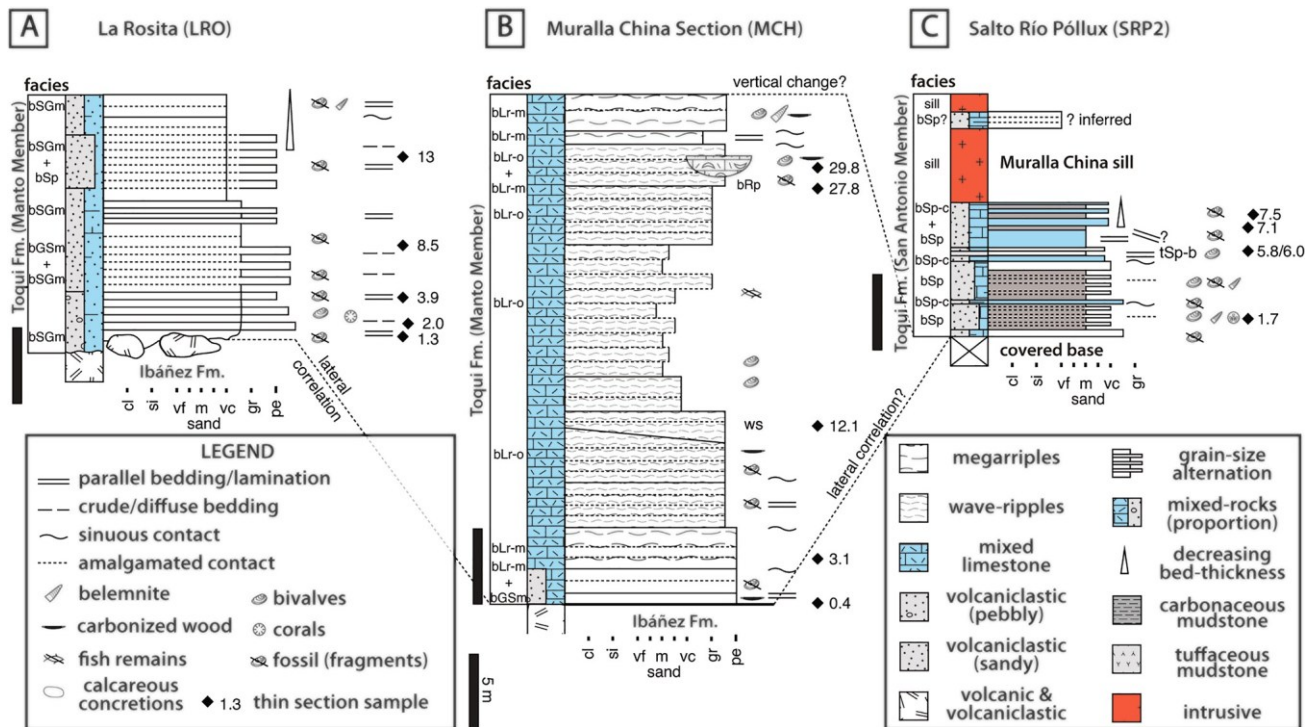 A La Rosita (LRO)
facies
Toqui Fm. (Manto Member)
bSGm
bSGm
+
bSp
bSGm
bGSm
+
bGSm
bSGm
13
8.5
3.9
2.0
1.3
Ibáñez Fm.
cl si vf m vc gr pe
sand
lateral
correlation
B Muralla China Section (MCH)
facies
vertical change?
Toqui Fm. (Manto Member)
bLr-m
bLr-m
bLr-o
+
bLr-m
bLr-o
bLr-o
bLr-o
bLr-m
bLr-m
+
bGSm
bRp
29.8
27.8
ws
12.1
3.1
0.4
Ibáñez Fm.
cl si vf m vc gr pe
sand
5 m
lateral correlation?
C Salto Río Póllux (SRP2)
facies
Toqui Fm. (San Antonio Member)
sill
bSp?
sill
bSp-c
+
bSp
bSp-c
bSp
bSp-c
bSp
? inferred
Muralla China sill
7.5
7.1
?
tSp-b
5.8/6.0
1.7
covered base
cl si vf m vc gr
sand
LEGEND
parallel bedding/lamination
crude/diffuse bedding
sinuous contact
amalgamated contact
belemnite
bivalves
carbonized wood
corals
fish remains
fossil (fragments)
calcareous
concretions
1.3 thin section sample
megarripples
grain-size
alternation
wave-ripples
mixed-rocks
(proportion)
mixed
limestone
decreasing
bed-thickness
volcaniclastic
(pebbly)
carbonaceous
mudstone
volcaniclastic
(sandy)
tuffaceous
mudstone
volcanic &
volcaniclastic
intrusive